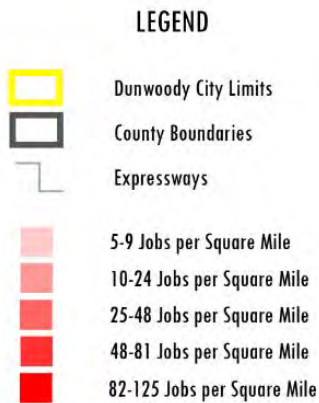 LEGEND
Dunwoody City Limits
County Boundaries
Expressways
5-9 Jobs per Square Mile
10-24 Jobs per Square Mile
25-48 Jobs per Square Mile
48-81 Jobs per Square Mile
82-125 Jobs per Square Mile